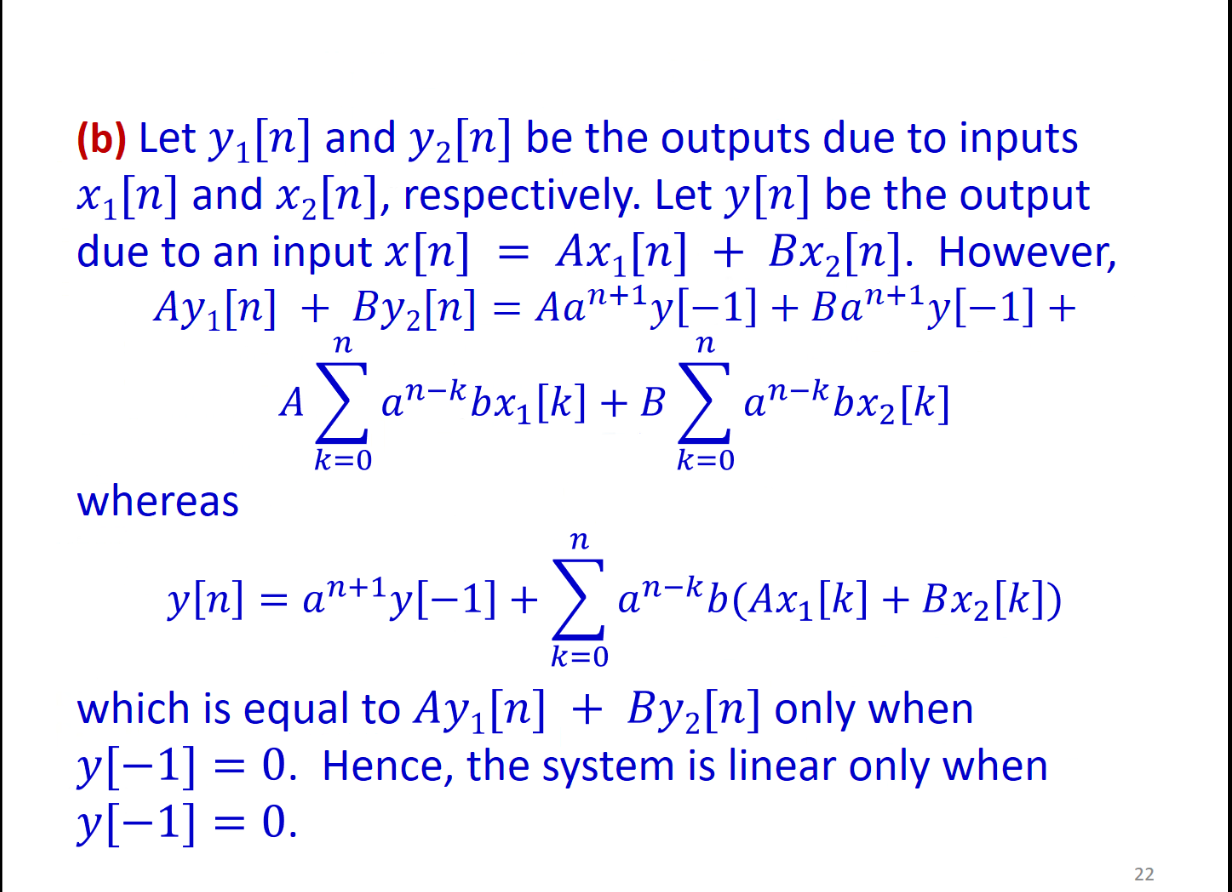 (b) Let y₁[n] and y₂[n] be the outputs due to inputs
x₁[n] and x₂[n], respectively. Let y[n] be the output
due to an input x[n] = Ax₁[n] + Bx₂[n]. However,
Ay₁[n] + By₂[n] = Aaⁿ⁺¹y[−1] + Baⁿ⁺¹y[−1] +
A ∑_{k=0}^{n} aⁿ⁻ᵏbx₁[k] + B ∑_{k=0}^{n} aⁿ⁻ᵏbx₂[k]
whereas
y[n] = aⁿ⁺¹y[−1] + ∑_{k=0}^{n} aⁿ⁻ᵏb(Ax₁[k] + Bx₂[k])
which is equal to Ay₁[n] + By₂[n] only when
y[−1] = 0. Hence, the system is linear only when
y[−1] = 0.
22